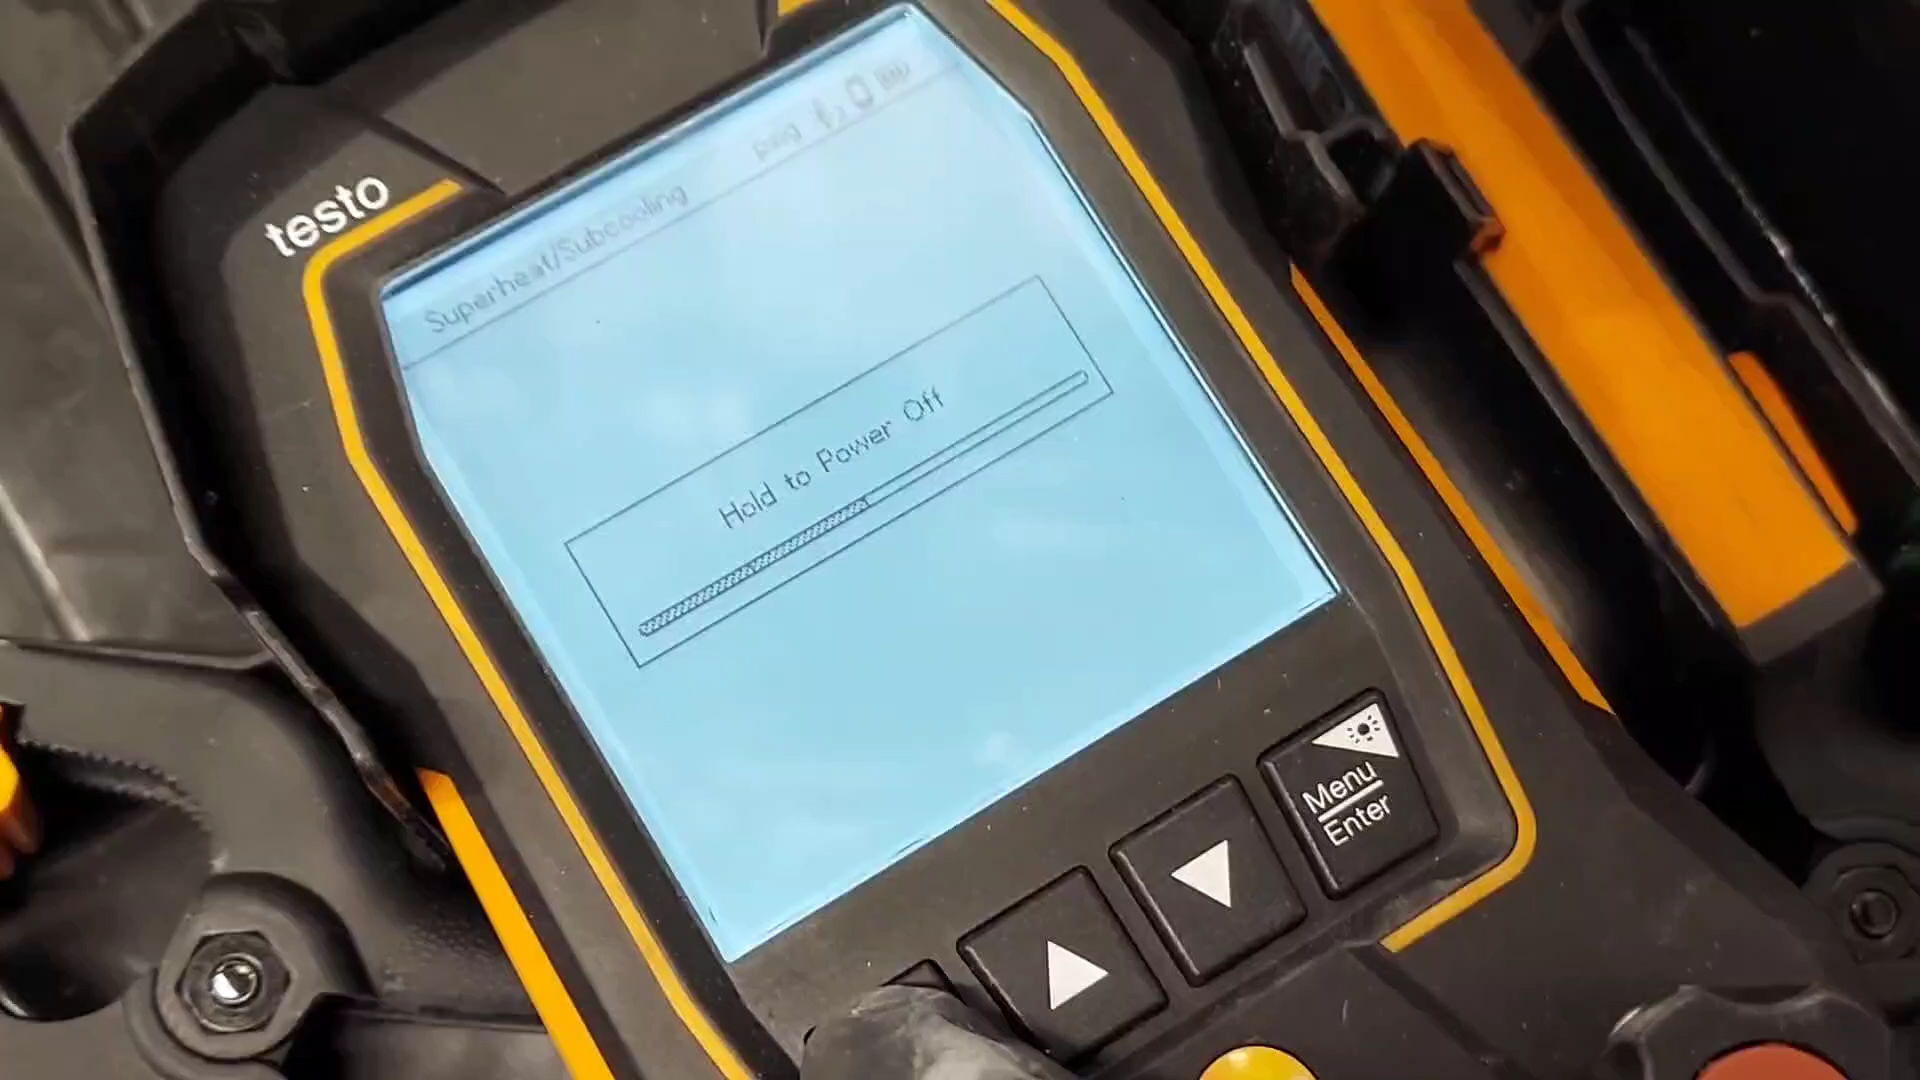 testo
psig
Superheat/Subcooling
Hold to Power Off
Menu
Enter